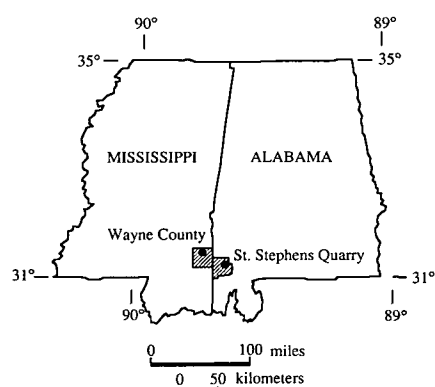 90° 89°
35° 35°
MISSISSIPPI ALABAMA
Wayne County
St. Stephens Quarry
31° 31°
90° 89°
0 100 miles
0 50 kilometers